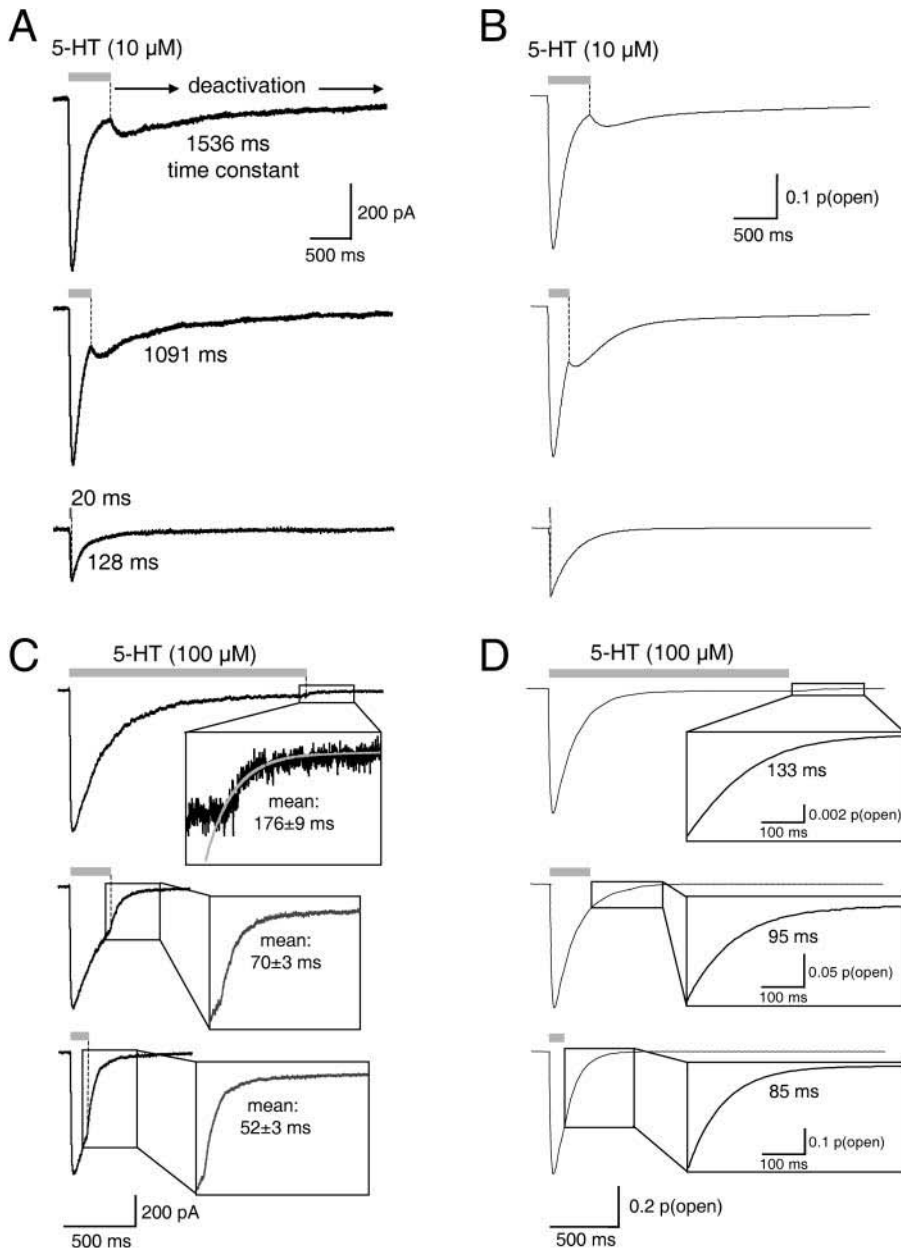 A
5-HT (10 µM)
deactivation
1536 ms
time constant
200 pA
500 ms
1091 ms
20 ms
128 ms
B
5-HT (10 µM)
0.1 p(open)
500 ms
C
5-HT (100 µM)
mean:
176±9 ms
mean:
70±3 ms
mean:
52±3 ms
200 pA
500 ms
D
5-HT (100 µM)
133 ms
0.002 p(open)
100 ms
95 ms
0.05 p(open)
100 ms
85 ms
0.1 p(open)
100 ms
0.2 p(open)
500 ms